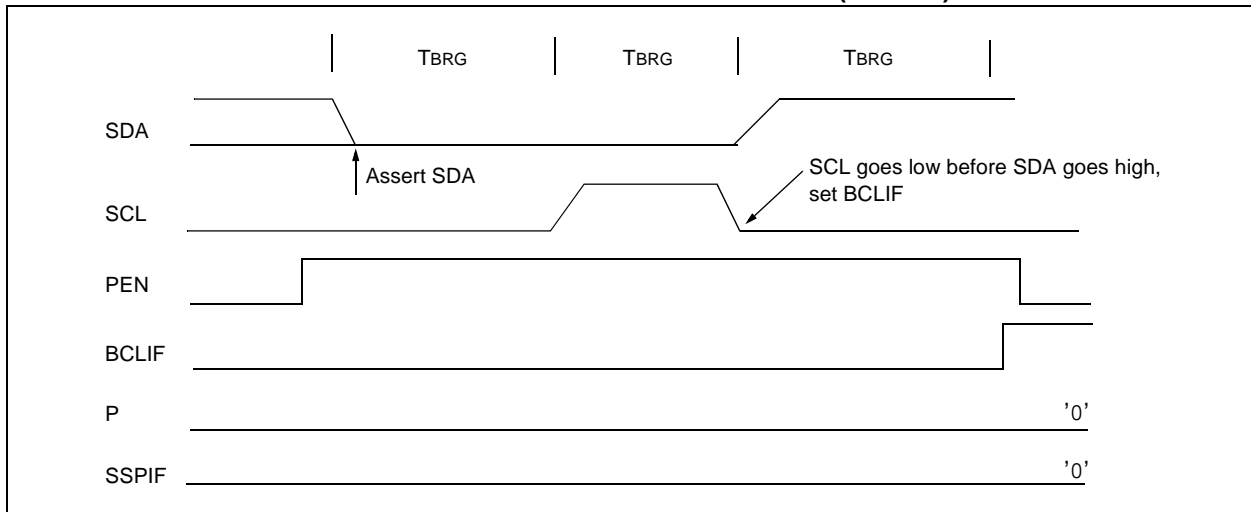 TBRG TBRG TBRG
SDA
Assert SDA
SCL goes low before SDA goes high,
set BCLIF
SCL
PEN
BCLIF
P '0'
SSPIF '0'